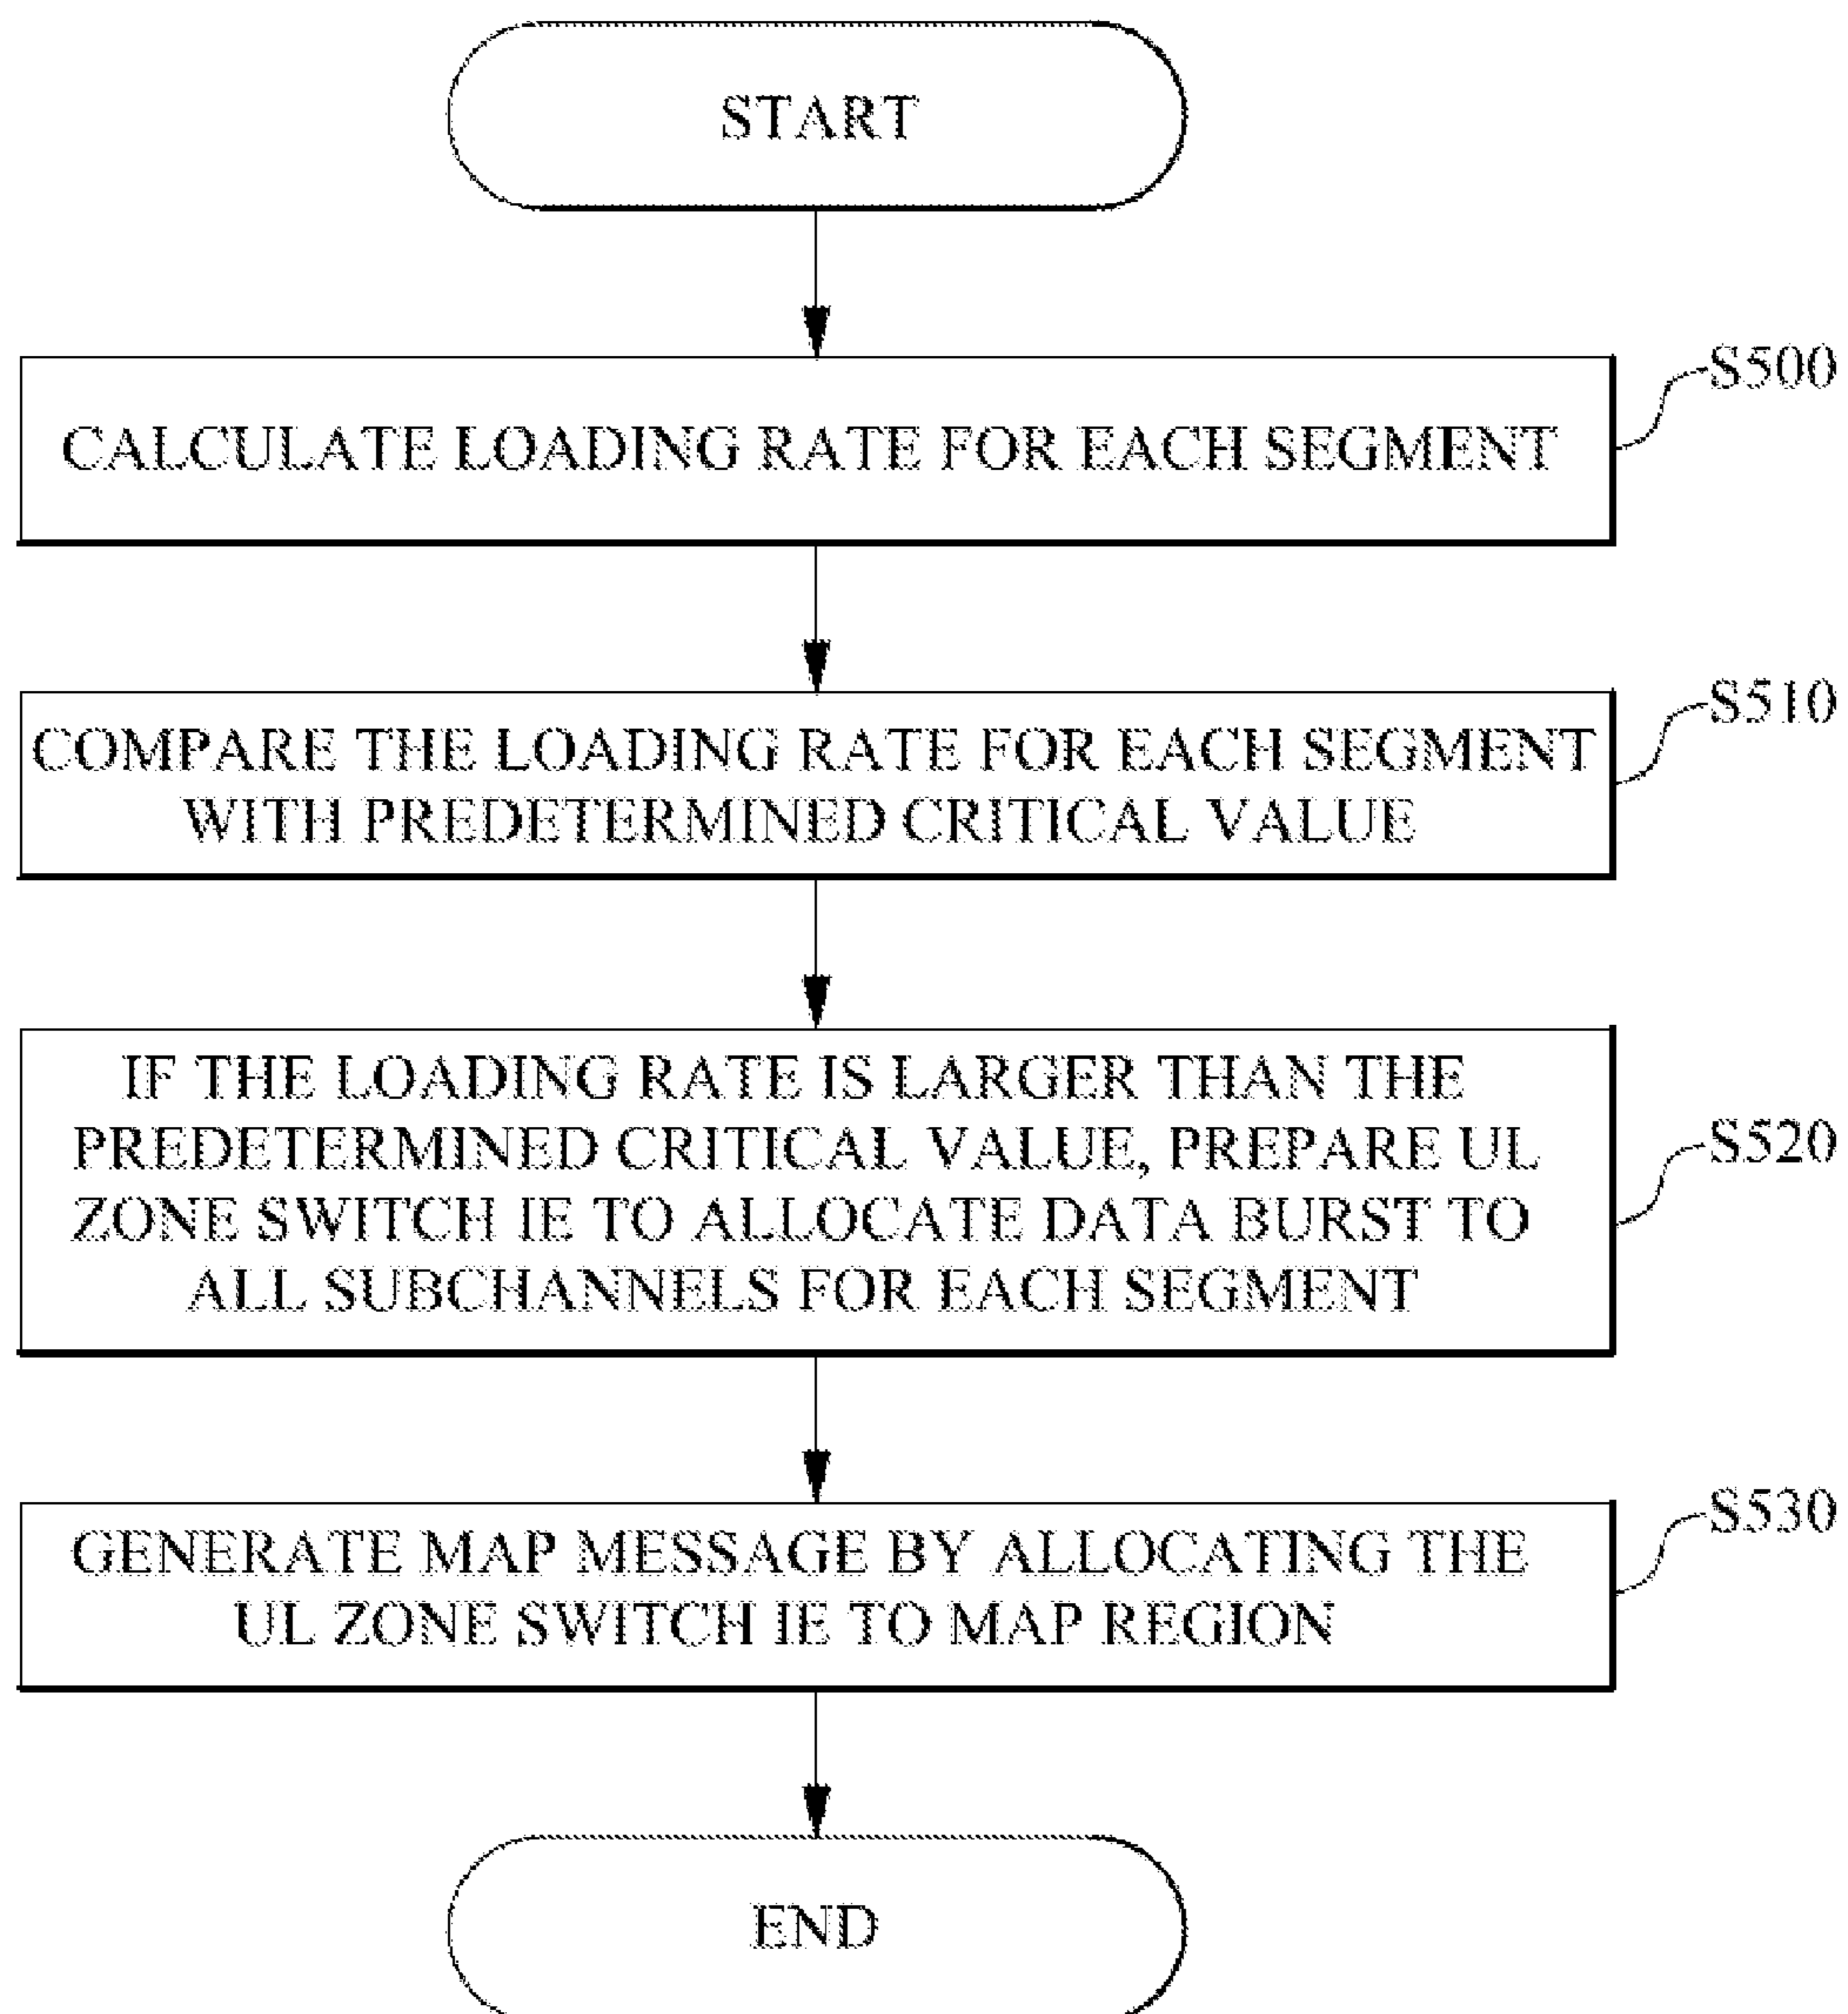 START
S500
CALCULATE LOADING RATE FOR EACH SEGMENT
S510
COMPARE THE LOADING RATE FOR EACH SEGMENT
WITH PREDETERMINED CRITICAL VALUE
IF THE LOADING RATE IS LARGER THAN THE
PREDETERMINED CRITICAL VALUE, PREPARE UL
S520
ZONE SWITCH IE TO ALLOCATE DATA BURST TO
ALL SUBCHANNELS FOR EACH SEGMENT
S530
GENERATE MAP MESSAGE BY ALLOCATING THE
UL ZONE SWITCH IE TO MAP REGION
END